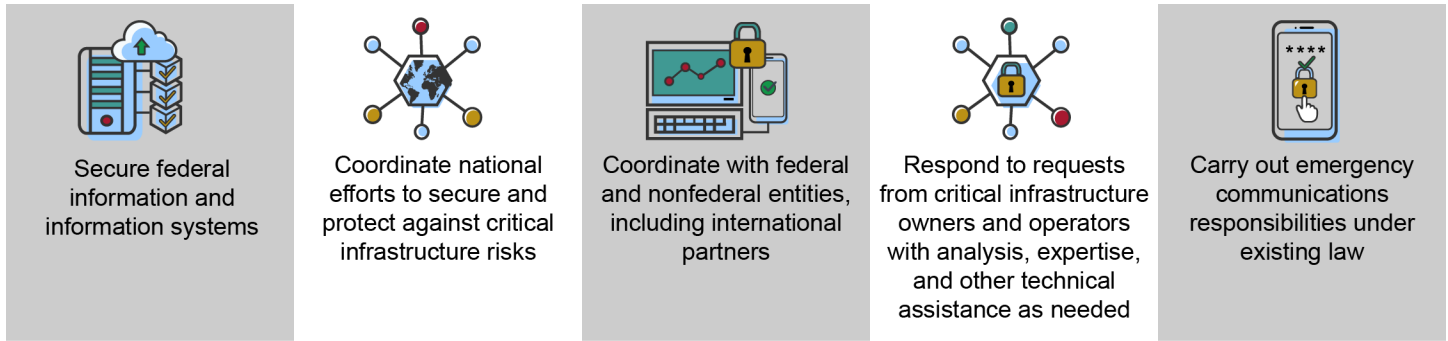 Secure federal
information and
information systems
Coordinate national
efforts to secure and
protect against critical
infrastructure risks
Coordinate with federal
and nonfederal entities,
including international
partners
Respond to requests
from critical infrastructure
owners and operators
with analysis, expertise,
and other technical
assistance as needed
****
Carry out emergency
communications
responsibilities under
existing law